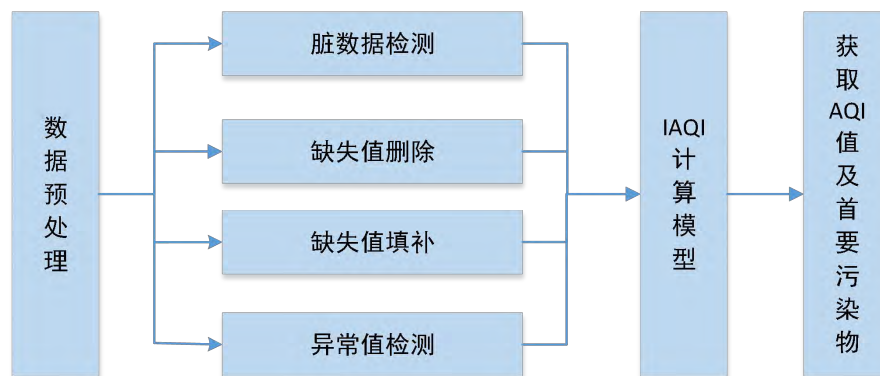 数据预处理
脏数据检测
缺失值删除
缺失值填补
异常值检测
IAQI计算模型
获取AQI值及首要污染物